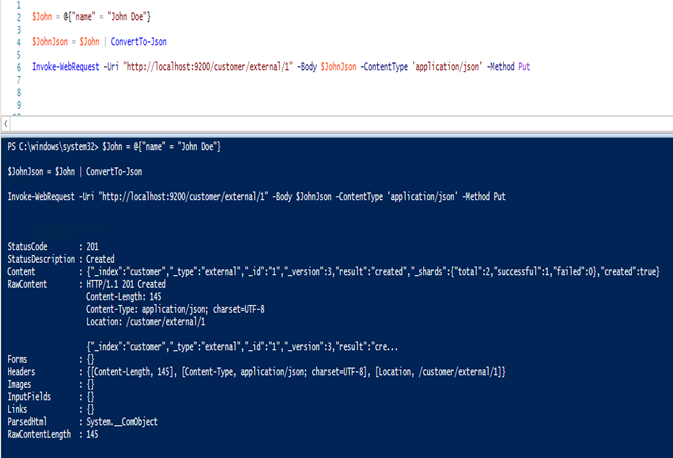 1
2 $John = @{"name" = "John Doe"}
3
4 $JohnJson = $John | ConvertTo-Json
5
6 Invoke-WebRequest -Uri "http://localhost:9200/customer/external/1" -Body $JohnJson -ContentType 'application/json' -Method Put
7
8
9
PS C:\windows\system32> $John = @{"name" = "John Doe"}
$JohnJson = $John | ConvertTo-Json
Invoke-WebRequest -Uri "http://localhost:9200/customer/external/1" -Body $JohnJson -ContentType 'application/json' -Method Put
StatusCode : 201
StatusDescription : Created
Content : {"_index":"customer","_type":"external","_id":"1","_version":3,"result":"created","_shards":{"total":2,"successful":1,"failed":0},"created":true}
RawContent : HTTP/1.1 201 Created
Content-Length: 145
Content-Type: application/json; charset=UTF-8
Location: /customer/external/1
{"_index":"customer","_type":"external","_id":"1","_version":3,"result":"cre...
Forms : {}
Headers : {[Content-Length, 145], [Content-Type, application/json; charset=UTF-8], [Location, /customer/external/1]}
Images : {}
InputFields : {}
Links : {}
ParsedHtml : System.__ComObject
RawContentLength : 145